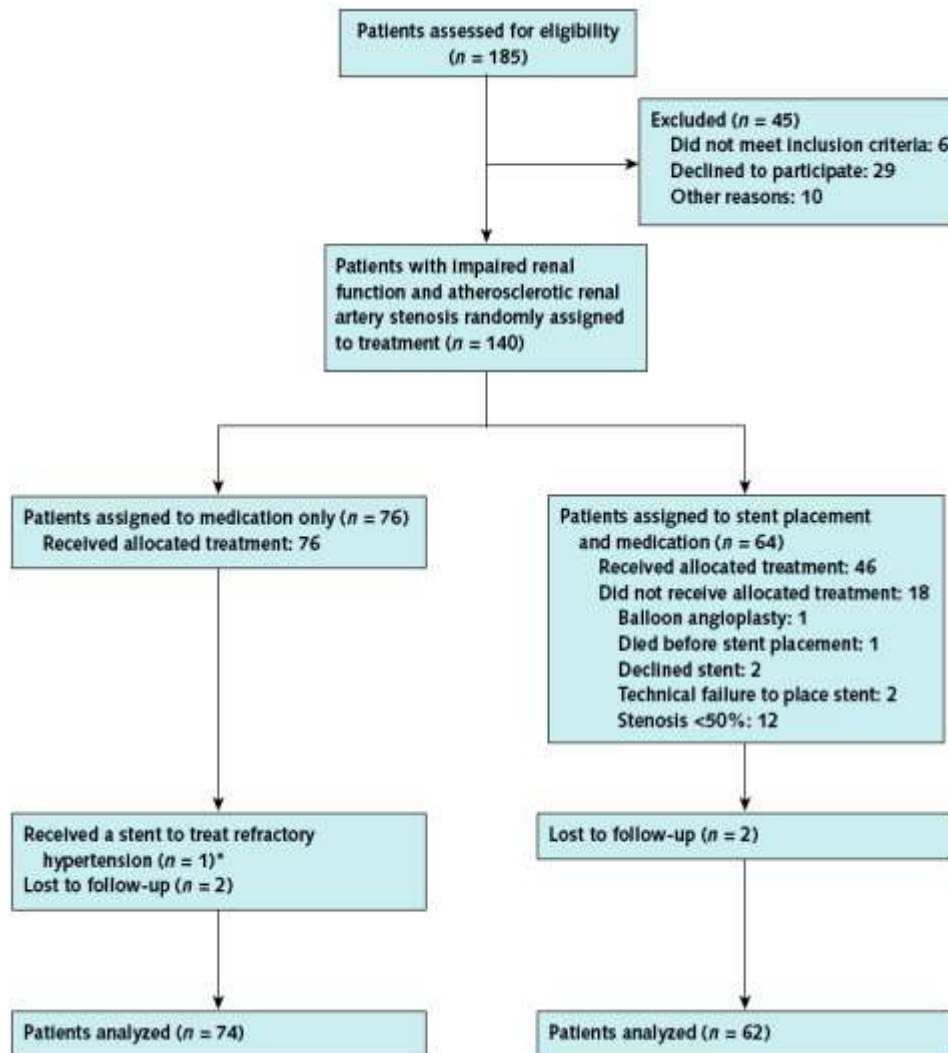 Patients assessed for eligibility
(n = 185)
Excluded (n = 45)
Did not meet inclusion criteria: 6
Declined to participate: 29
Other reasons: 10
Patients with impaired renal
function and atherosclerotic renal
artery stenosis randomly assigned
to treatment (n = 140)
Patients assigned to medication only (n = 76)
Received allocated treatment: 76
Patients assigned to stent placement
and medication (n = 64)
Received allocated treatment: 46
Did not receive allocated treatment: 18
Balloon angioplasty: 1
Died before stent placement: 1
Declined stent: 2
Technical failure to place stent: 2
Stenosis <50%: 12
Received a stent to treat refractory
hypertension (n = 1)*
Lost to follow-up (n = 2)
Lost to follow-up (n = 2)
Patients analyzed (n = 74)
Patients analyzed (n = 62)